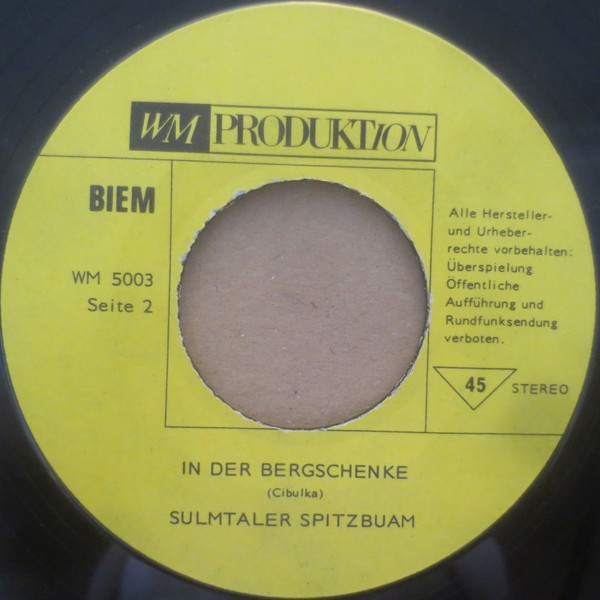 WM PRODUKTION
BIEM
WM 5003
Seite 2
Alle Hersteller-
und Urheber-
rechte vorbehalten:
Überspielung
Öffentliche
Aufführung und
Rundfunksendung
verboten.
45 STEREO
IN DER BERGSCHENKE
(Cibulka)
SULMTALER SPITZBUAM